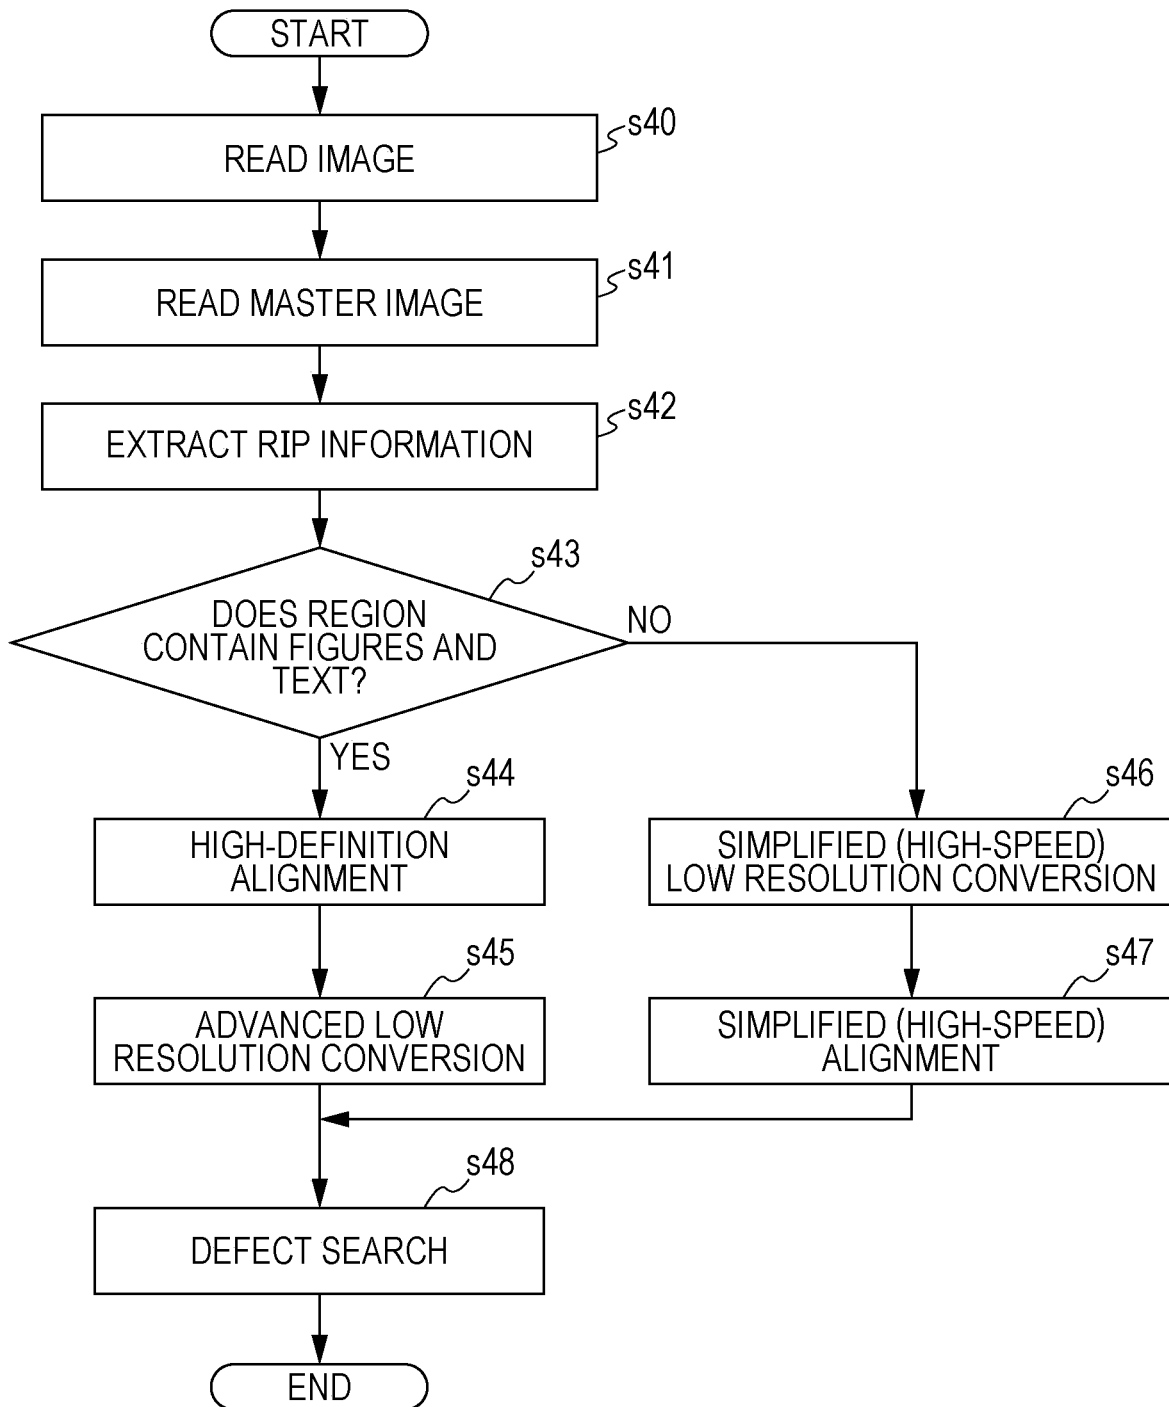 START
s40
READ IMAGE
s41
READ MASTER IMAGE
s42
EXTRACT RIP INFORMATION
s43
DOES REGION
CONTAIN FIGURES AND
TEXT?
NO
YES
s44
HIGH-DEFINITION
ALIGNMENT
s45
ADVANCED LOW
RESOLUTION CONVERSION
s46
SIMPLIFIED (HIGH-SPEED)
LOW RESOLUTION CONVERSION
s47
SIMPLIFIED (HIGH-SPEED)
ALIGNMENT
s48
DEFECT SEARCH
END